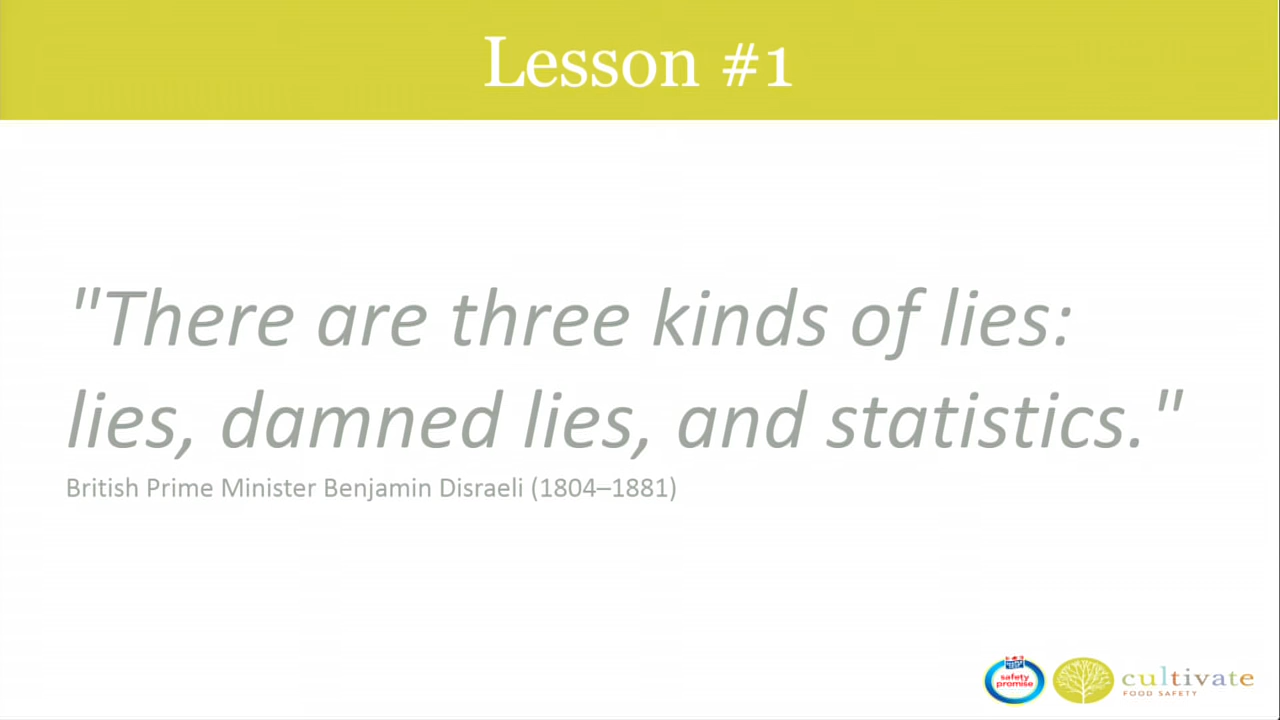 Lesson #1
"There are three kinds of lies:
lies, damned lies, and statistics."
British Prime Minister Benjamin Disraeli (1804–1881)
safety
promise
cultivate
FOOD SAFETY